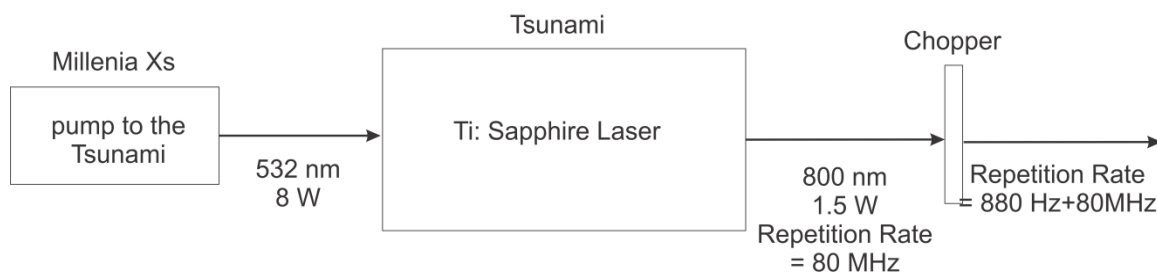 Millenia Xs
pump to the
Tsunami
532 nm
8 W
Tsunami
Ti: Sapphire Laser
800 nm
1.5 W
Repetition Rate
= 80 MHz
Chopper
Repetition Rate
= 880 Hz+80MHz